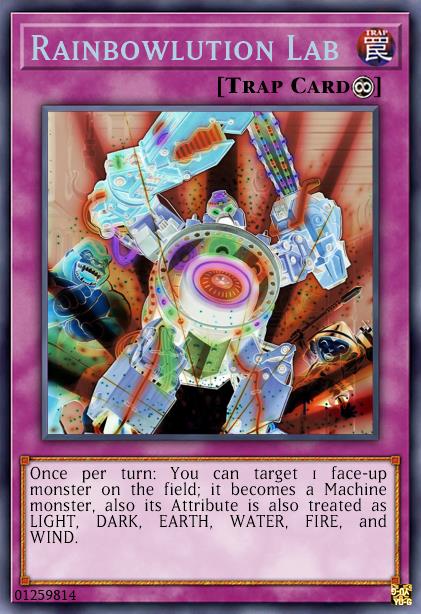 Rainbowlution Lab
TRAP
罠
[Trap Card]
Once per turn: You can target 1 face-up
monster on the field; it becomes a Machine
monster, also its Attribute is also treated as
LIGHT, DARK, EARTH, WATER, FIRE, and
WIND.
01259814